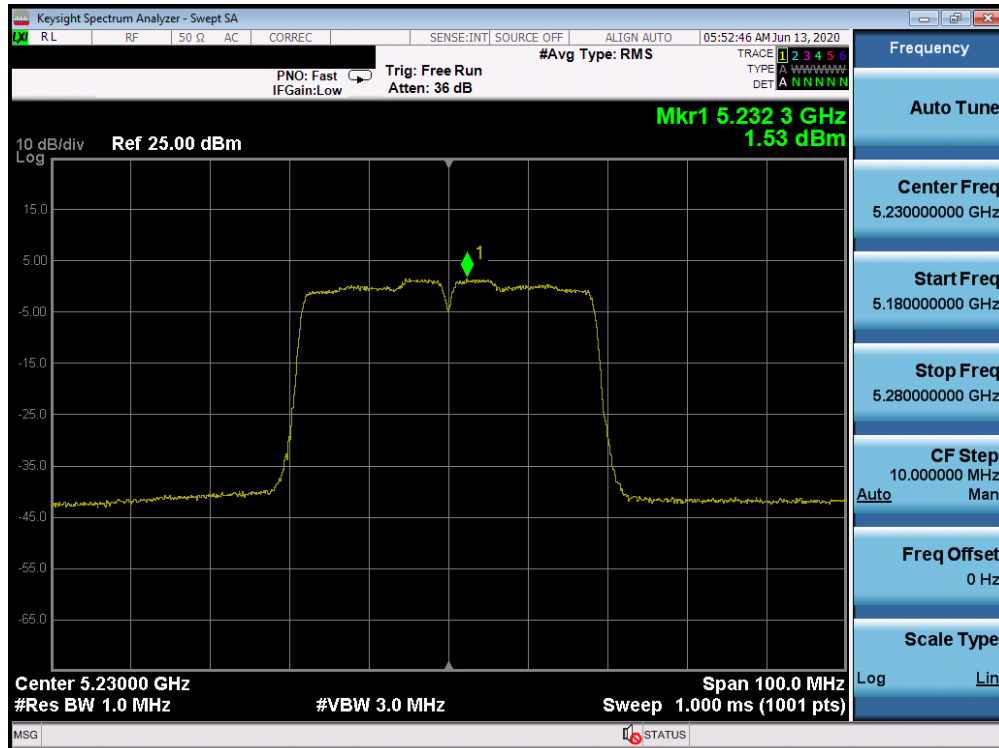 Keysight Spectrum Analyzer - Swept SA
LXI RL RF 50 Ω AC CORREC SENSE:INT SOURCE OFF ALIGN AUTO 05:52:46 AM Jun 13, 2020
#Avg Type: RMS
TRACE 1 2 3 4 5 6
TYPE A WWWWW
DET A N N N N N
PNO: Fast Trig: Free Run
IFGain:Low Atten: 36 dB
Mkr1 5.232 3 GHz
1.53 dBm
10 dB/div Ref 25.00 dBm
Log
15.0
5.00
-5.00
-15.0
-25.0
-35.0
-45.0
-55.0
-65.0
1
Center 5.23000 GHz Span 100.0 MHz
#Res BW 1.0 MHz #VBW 3.0 MHz Sweep 1.000 ms (1001 pts)
MSG STATUS
Frequency
Auto Tune
Center Freq
5.230000000 GHz
Start Freq
5.180000000 GHz
Stop Freq
5.280000000 GHz
CF Step
10.000000 MHz
Auto Man
Freq Offset
0 Hz
Scale Type
Log Lin